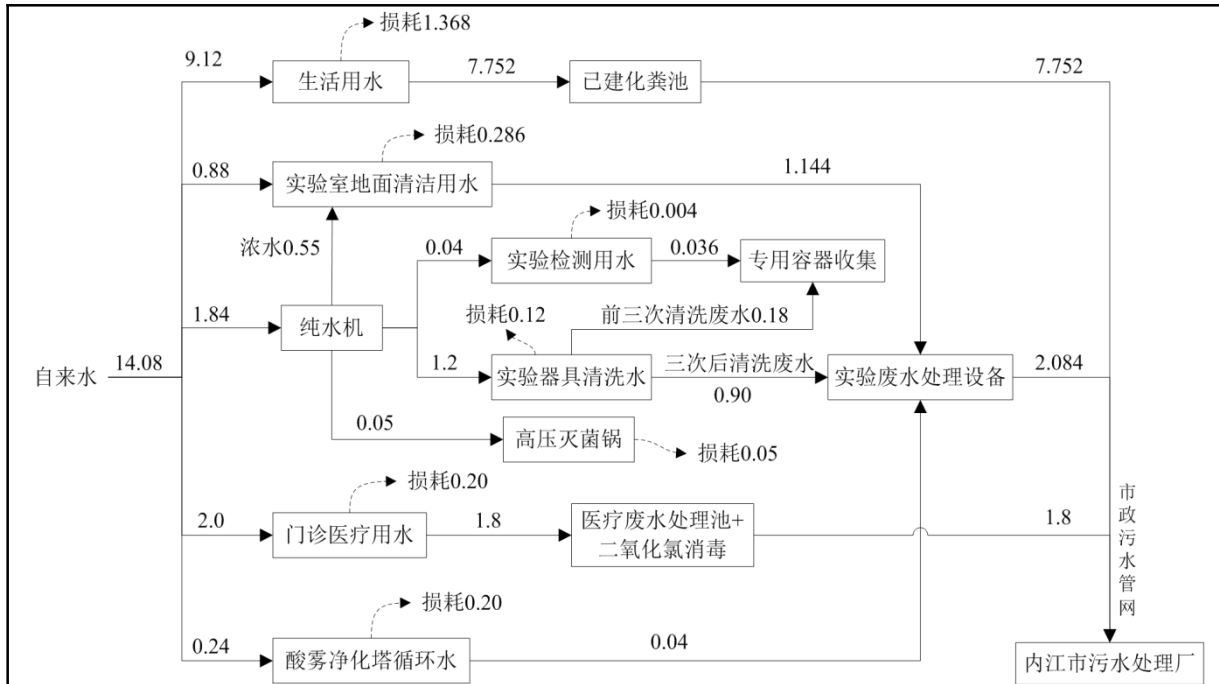 损耗1.368
9.12
生活用水
7.752
已建化粪池
7.752
损耗0.286
0.88
实验室地面清洁用水
1.144
损耗0.004
浓水0.55
0.04
实验检测用水
0.036
专用容器收集
1.84
纯水机
损耗0.12
前三次清洗废水0.18
自来水
14.08
1.2
实验器具清洗水
三次后清洗废水
0.90
实验废水处理设备
2.084
0.05
高压灭菌锅
损耗0.05
损耗0.20
2.0
门诊医疗用水
1.8
医疗废水处理池+
二氧化氯消毒
1.8
市政污水管网
损耗0.20
0.24
酸雾净化塔循环水
0.04
内江市污水处理厂